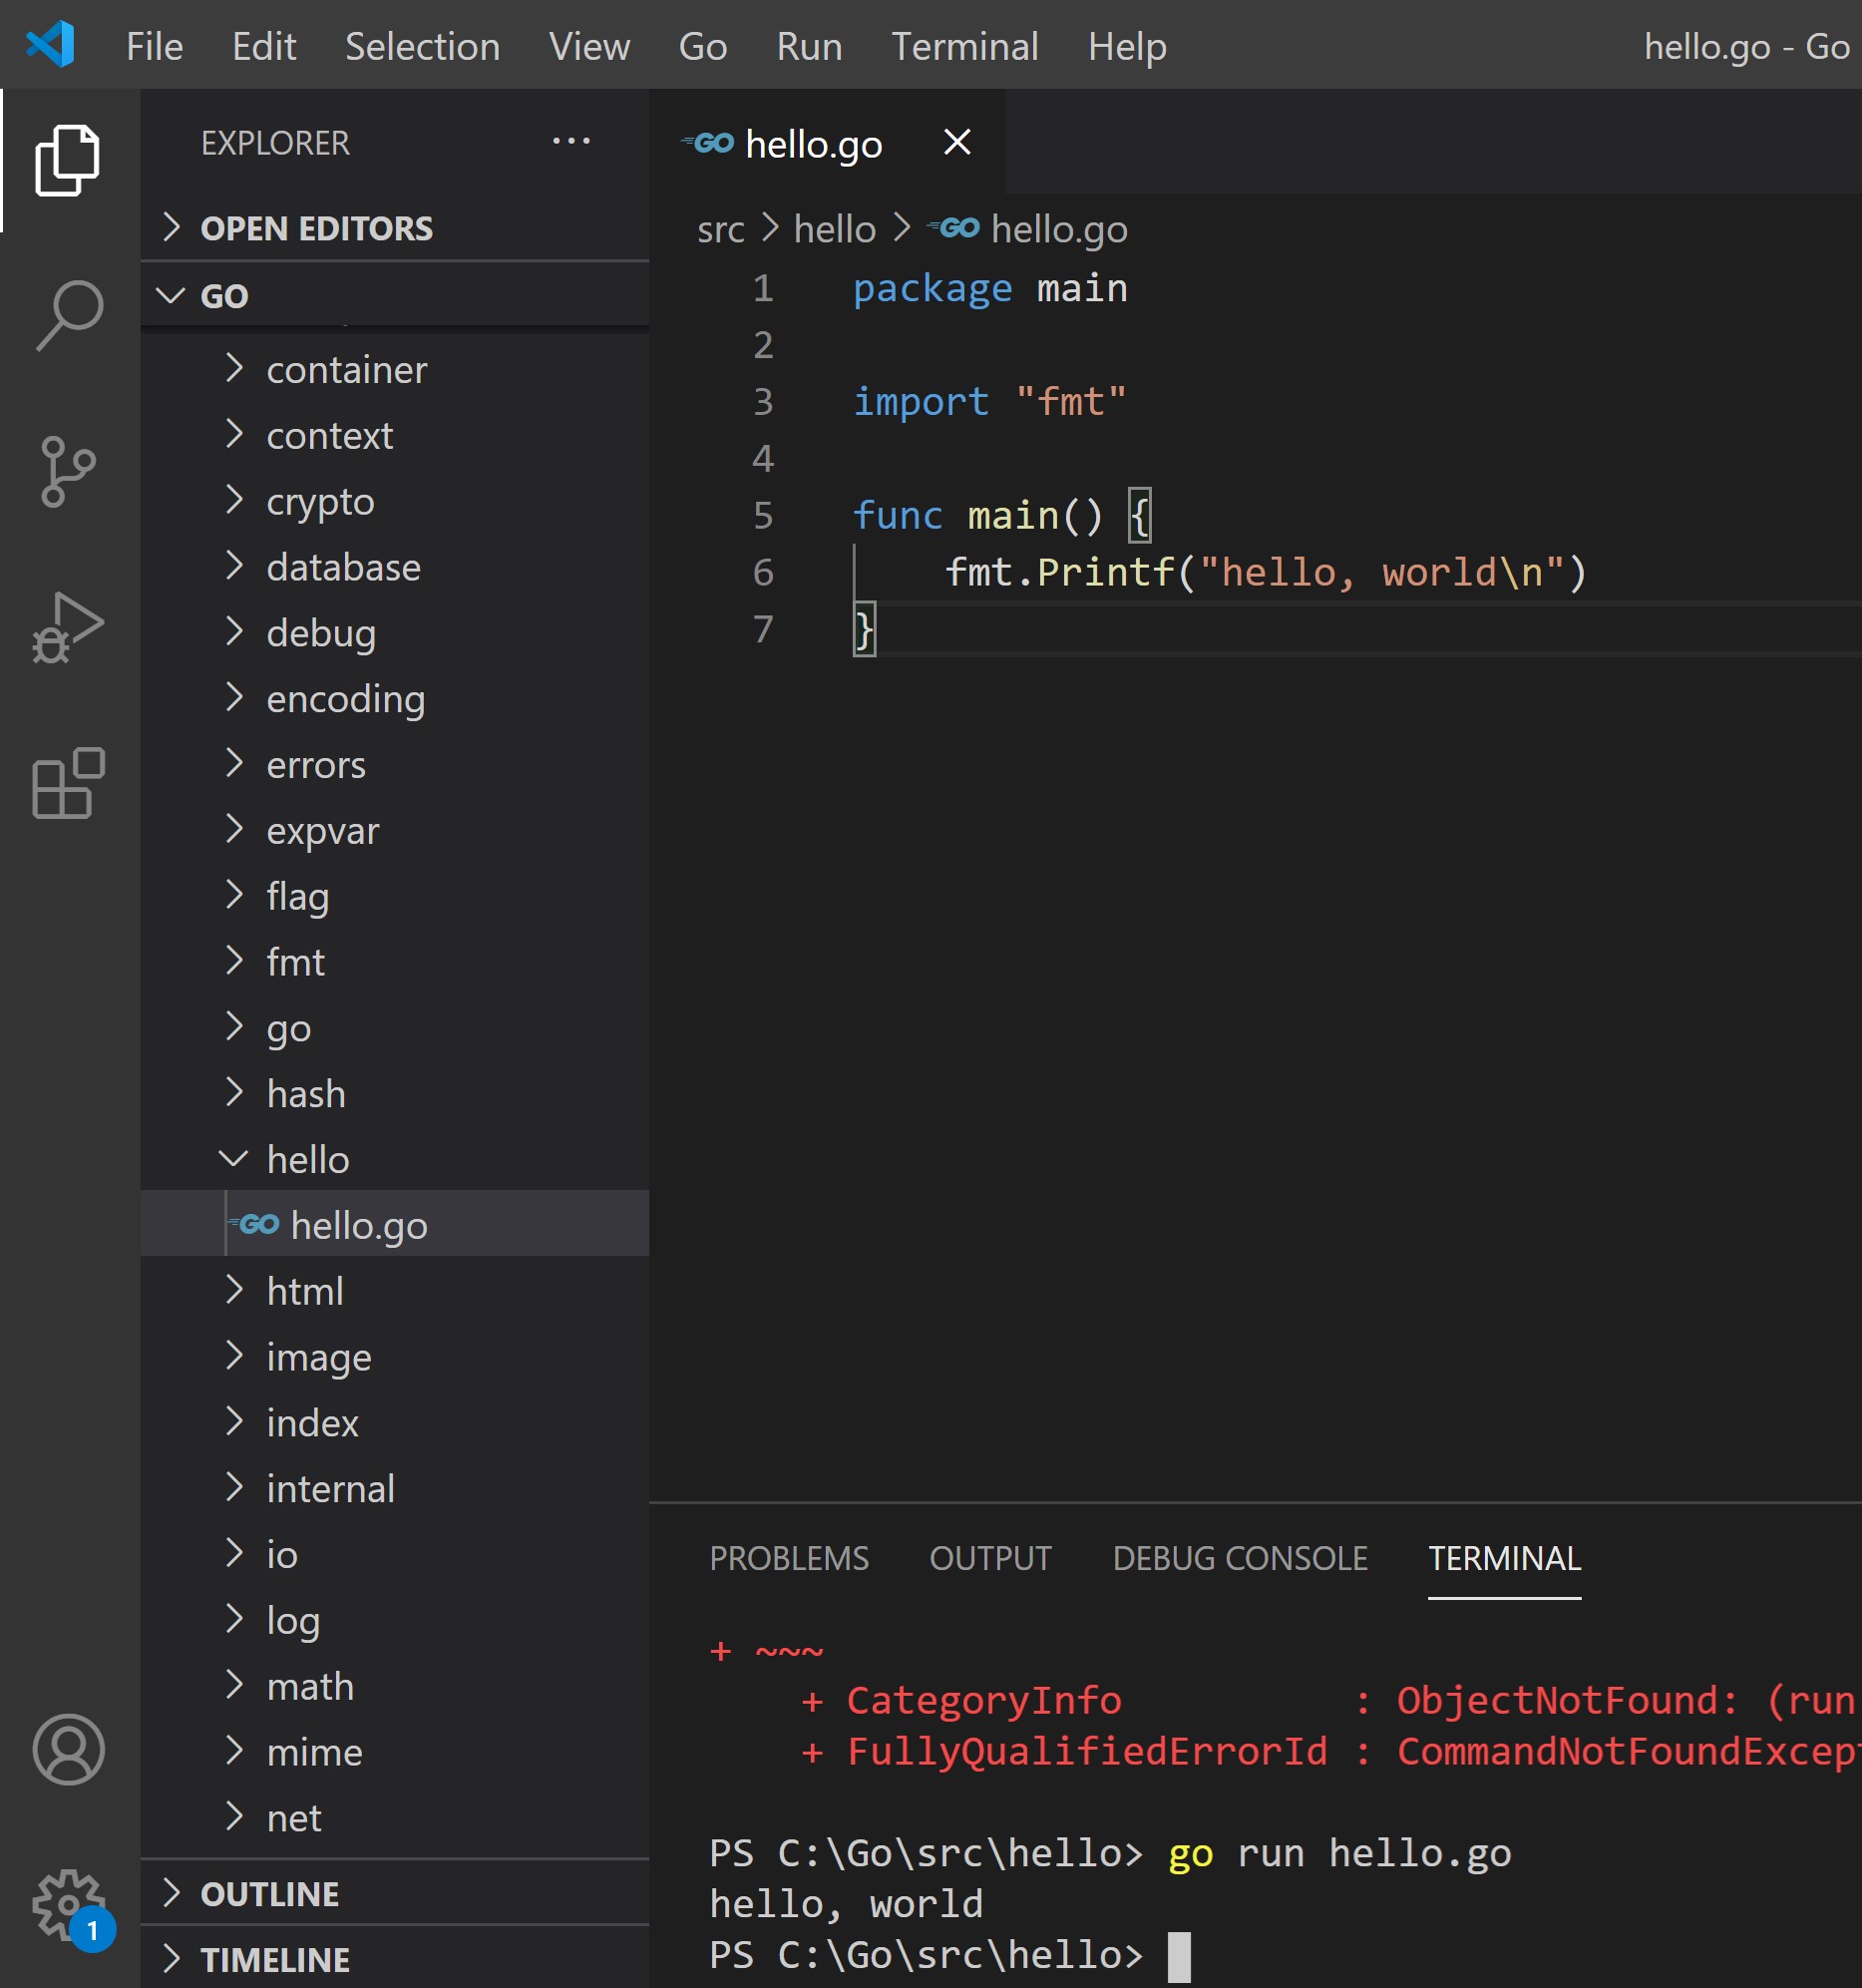 File Edit Selection View Go Run Terminal Help hello.go - Go
EXPLORER
OPEN EDITORS
GO
container
context
crypto
database
debug
encoding
errors
expvar
flag
fmt
go
hash
hello
GO hello.go
html
image
index
internal
io
log
math
mime
net
OUTLINE
TIMELINE
1
GO hello.go
src > hello > GO hello.go
1 package main
2
3 import "fmt"
4
5 func main() {
6     fmt.Printf("hello, world\n")
7 }
PROBLEMS OUTPUT DEBUG CONSOLE TERMINAL
+ ~~~
    + CategoryInfo          : ObjectNotFound: (run
    + FullyQualifiedErrorId : CommandNotFoundExcept
PS C:\Go\src\hello> go run hello.go
hello, world
PS C:\Go\src\hello>